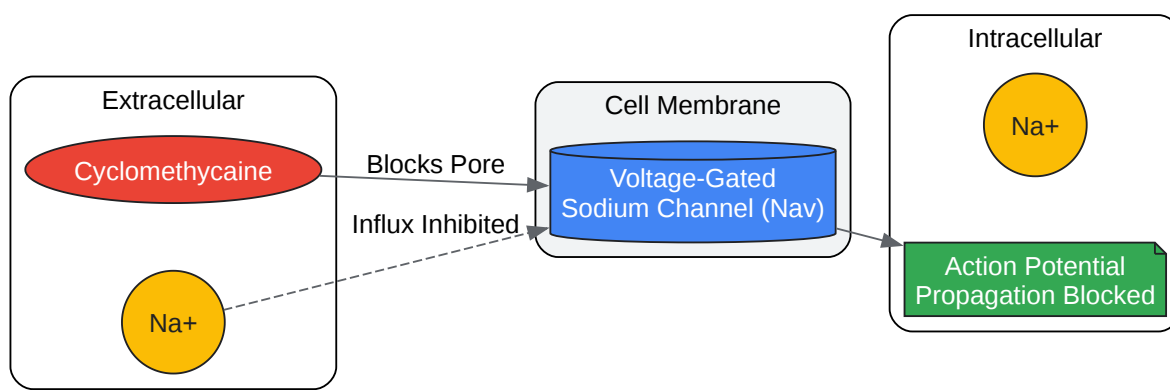 Extracellular
Cyclomethycaine
Na+
Blocks Pore
Influx Inhibited
Cell Membrane
Voltage-Gated
Sodium Channel (Nav)
Intracellular
Na+
Action Potential
Propagation Blocked